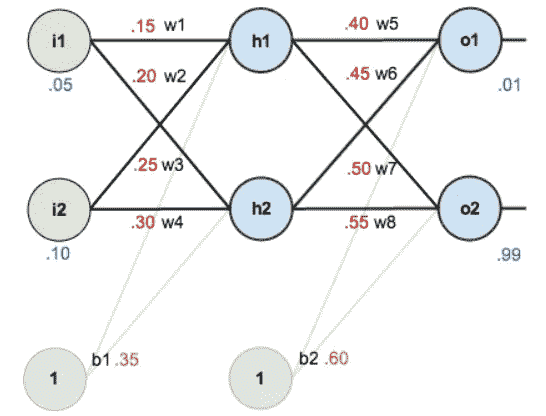 .15 w1
.40 w5
i1
h1
o1
.20 w2
.45 w6
.05
.01
.25 w3
.50 w7
i2
h2
o2
.30 w4
.55 w8
.10
.99
b1 .35
b2 .60
1
1